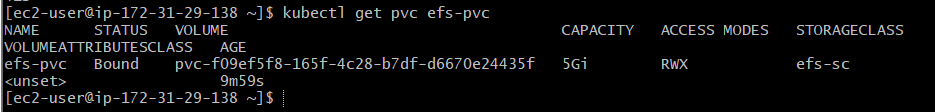 [ec2-user@ip-172-31-29-138 ~]$ kubectl get pvc efs-pvc
NAME STATUS VOLUME CAPACITY ACCESS MODES STORAGECLASS
VOLUMEATTRIBUTESCLASS AGE
efs-pvc Bound pvc-f09ef5f8-165f-4c28-b7df-d6670e24435f 5Gi RWX efs-sc
<unset> 9m59s
[ec2-user@ip-172-31-29-138 ~]$